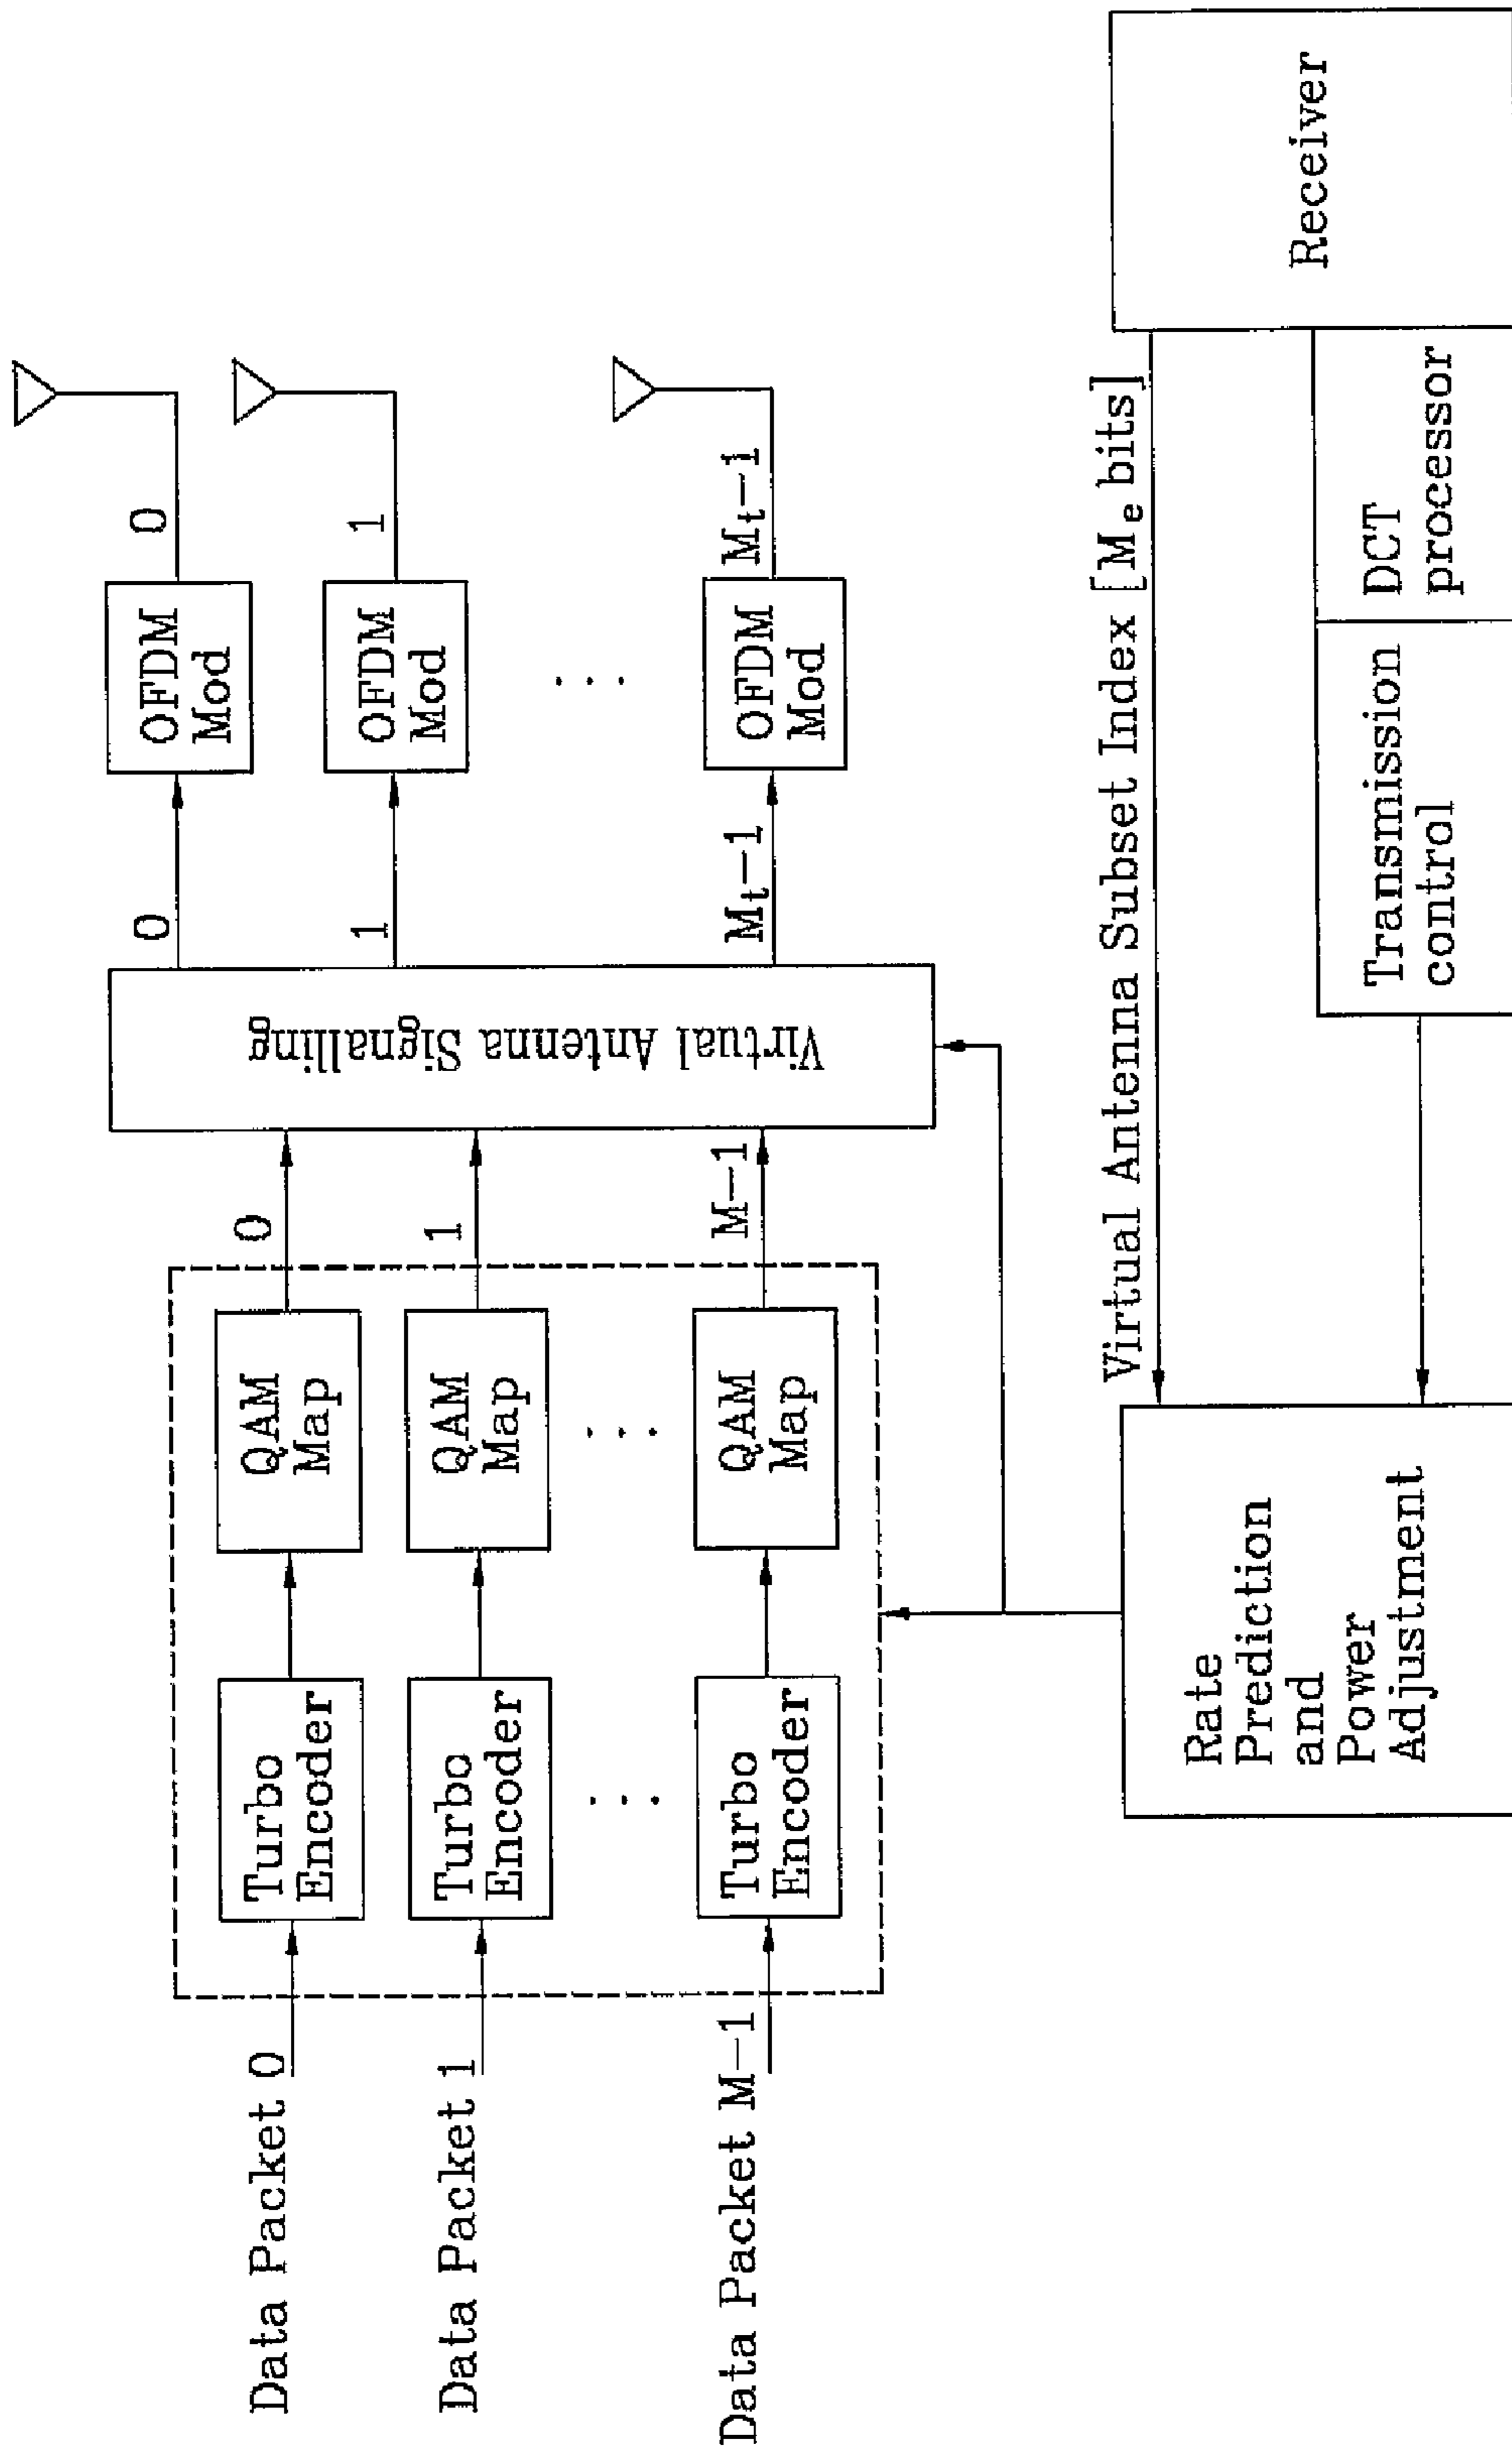 Data Packet 0
Turbo
Encoder
QAM
Map
0
Data Packet 1
Turbo
Encoder
QAM
Map
1
. . .
. . .
Data Packet M-1
Turbo
Encoder
QAM
Map
M-1
Virtual Antenna Signalling
0
OFDM
Mod
0
1
OFDM
Mod
1
. . .
Mt-1
OFDM
Mod
Mt-1
Virtual Antenna Subset Index [Me bits]
Rate
Prediction
and
Power
Adjustment
Transmission
control
DCT
processor
Receiver